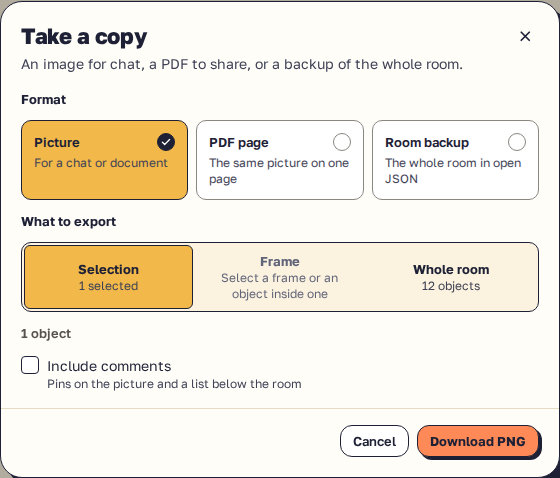 Take a copy
An image for chat, a PDF to share, or a backup of the whole room.
Format
Picture
For a chat or document
PDF page
The same picture on one
page
Room backup
The whole room in open
JSON
What to export
Selection
1 selected
Frame
Select a frame or an
object inside one
Whole room
12 objects
1 object
Include comments
Pins on the picture and a list below the room
Cancel
Download PNG